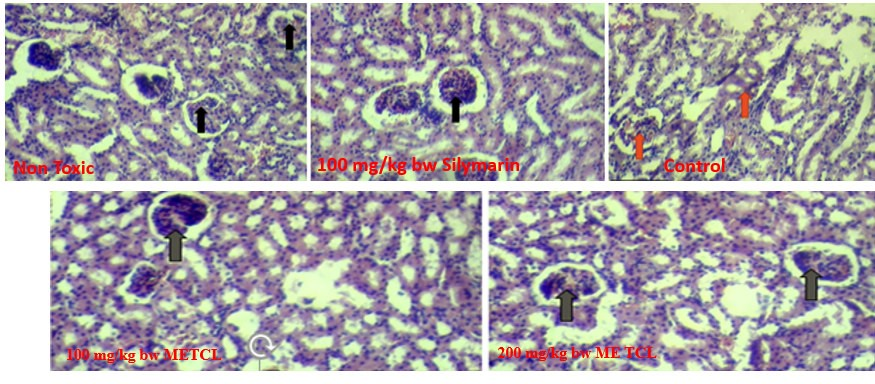 Non Toxic
100 mg/kg bw Silymarin
Control
100 mg/kg bw METCL
200 mg/kg bw ME TCL